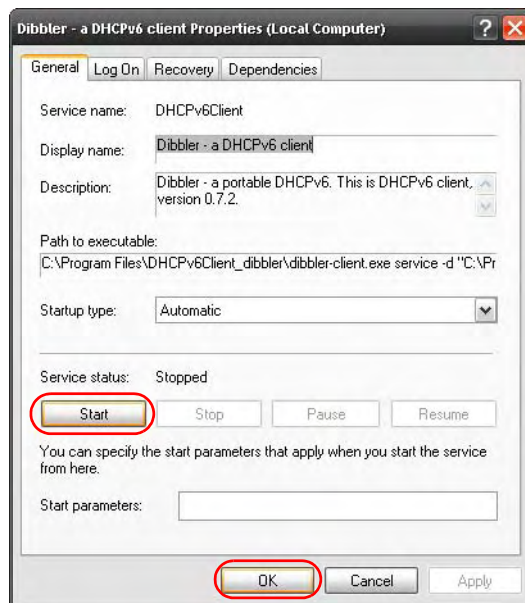 Dibbler - a DHCPv6 client Properties (Local Computer)
General Log On Recovery Dependencies
Service name: DHCPv6Client
Display name: Dibbler - a DHCPv6 client
Description: Dibbler - a portable DHCPv6. This is DHCPv6 client,
version 0.7.2.
Path to executable:
C:\Program Files\DHCPv6Client_dibbler\dibbler-client.exe service -d "C:\Pr
Startup type: Automatic
Service status: Stopped
Start Stop Pause Resume
You can specify the start parameters that apply when you start the service
from here.
Start parameters:
OK Cancel Apply